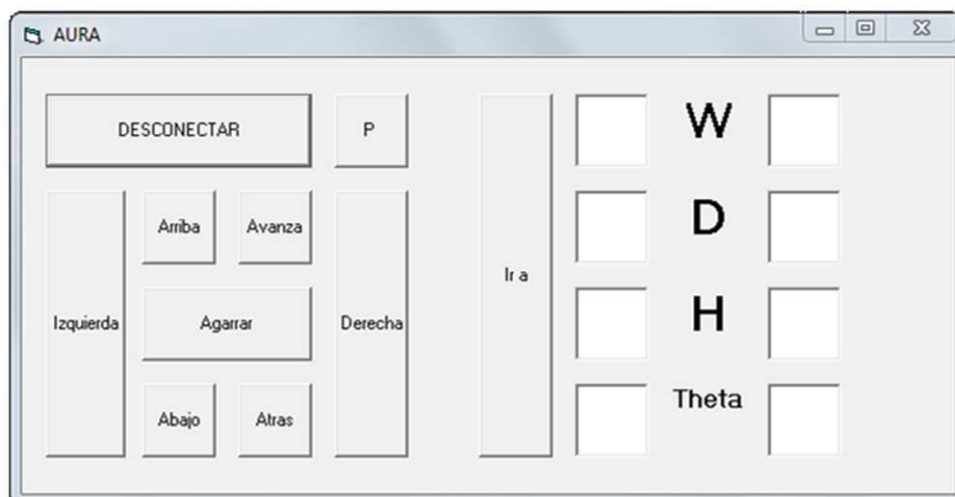 AURA
DESCONECTAR
P
Izquierda
Arriba
Avanza
Agarrar
Abajo
Atras
Derecha
Ir a
W
D
H
Theta